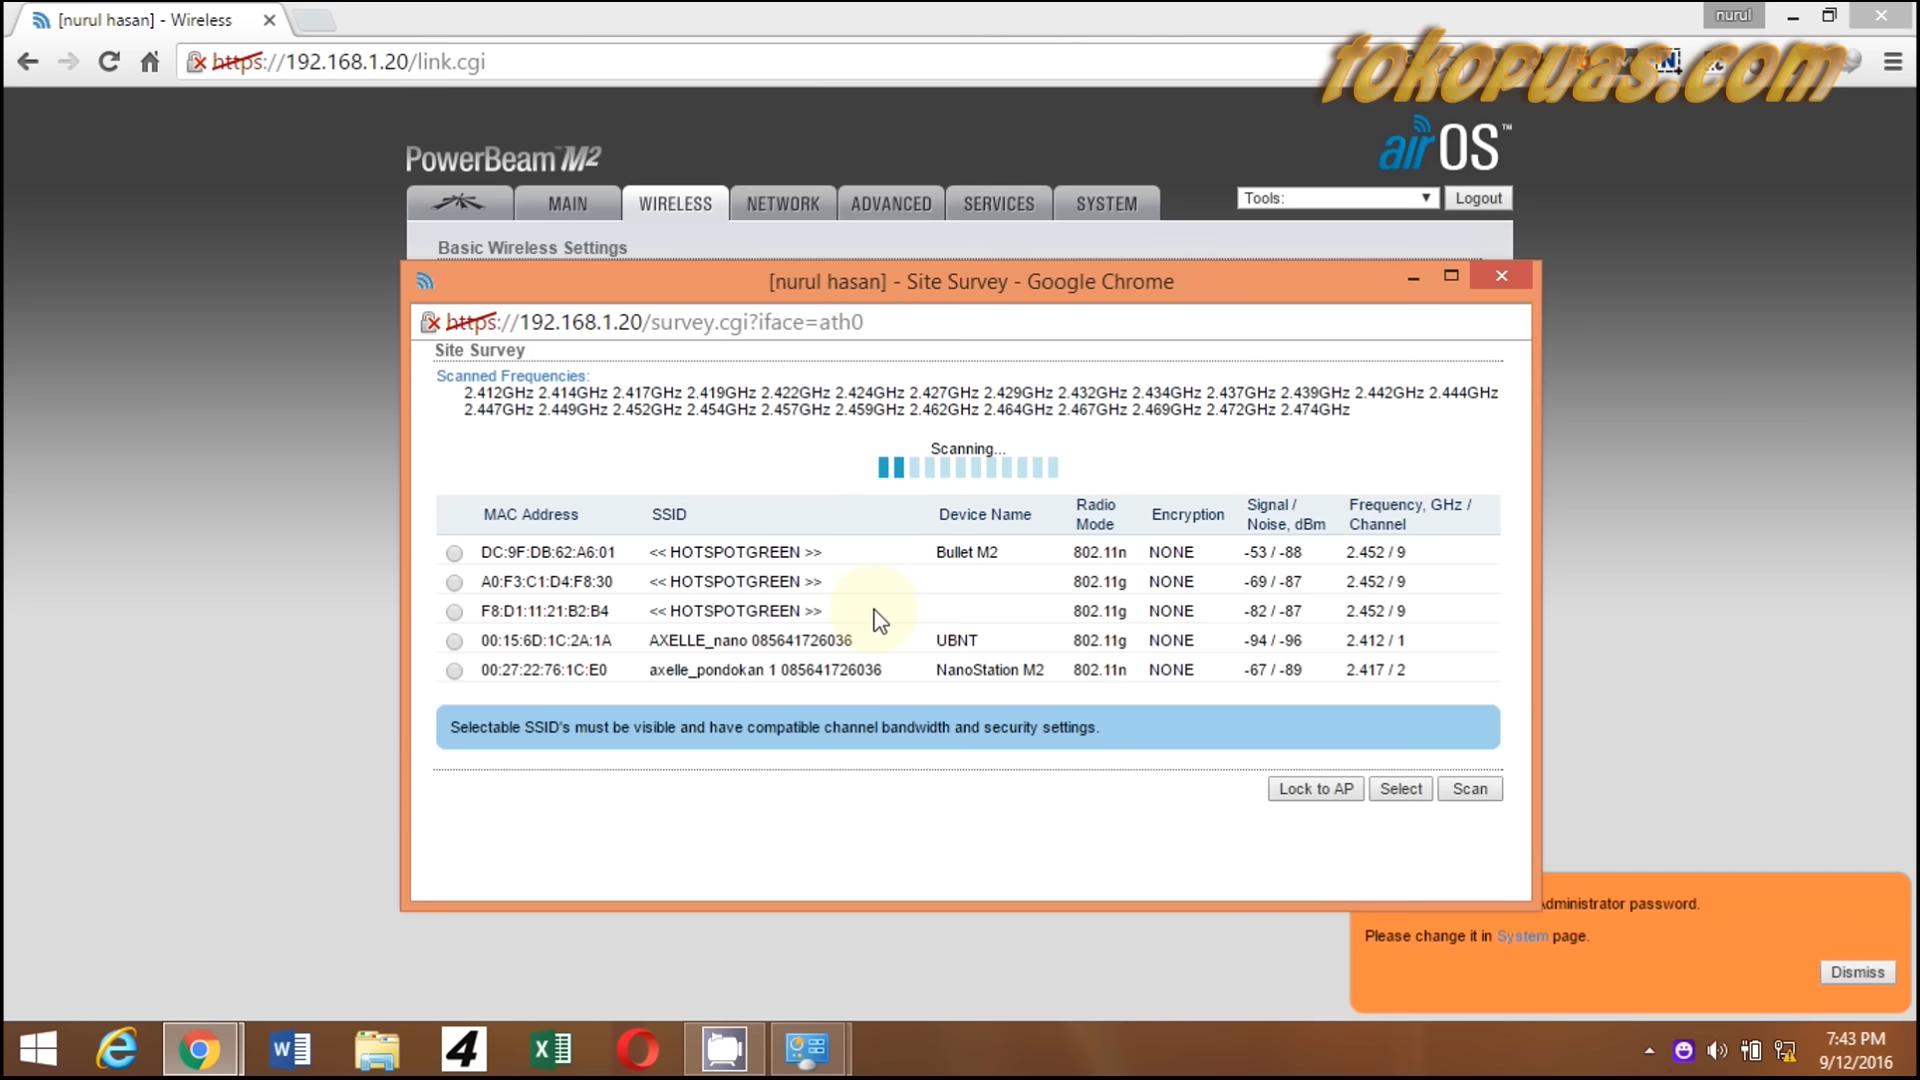 [nurul hasan] - Wireless
nurul
https://192.168.1.20/link.cgi
tokopuas.com
PowerBeam™M2
airOS™
MAIN
WIRELESS
NETWORK
ADVANCED
SERVICES
SYSTEM
Tools:
Logout
Basic Wireless Settings
[nurul hasan] - Site Survey - Google Chrome
https://192.168.1.20/survey.cgi?iface=ath0
Site Survey
Scanned Frequencies:
2.412GHz 2.414GHz 2.417GHz 2.419GHz 2.422GHz 2.424GHz 2.427GHz 2.429GHz 2.432GHz 2.434GHz 2.437GHz 2.439GHz 2.442GHz 2.444GHz
2.447GHz 2.449GHz 2.452GHz 2.454GHz 2.457GHz 2.459GHz 2.462GHz 2.464GHz 2.467GHz 2.469GHz 2.472GHz 2.474GHz
Scanning...
MAC Address SSID Device Name Radio Mode Encryption Signal / Noise, dBm Frequency, GHz / Channel
DC:9F:DB:62:A6:01 << HOTSPOTGREEN >> Bullet M2 802.11n NONE -53 / -88 2.452 / 9
A0:F3:C1:D4:F8:30 << HOTSPOTGREEN >> 802.11g NONE -69 / -87 2.452 / 9
F8:D1:11:21:B2:B4 << HOTSPOTGREEN >> 802.11g NONE -82 / -87 2.452 / 9
00:15:6D:1C:2A:1A AXELLE_nano 085641726036 UBNT 802.11g NONE -94 / -96 2.412 / 1
00:27:22:76:1C:E0 axelle_pondokan 1 085641726036 NanoStation M2 802.11n NONE -67 / -89 2.417 / 2
Selectable SSID's must be visible and have compatible channel bandwidth and security settings.
Lock to AP
Select
Scan
Administrator password.
Please change it in System page.
Dismiss
7:43 PM
9/12/2016